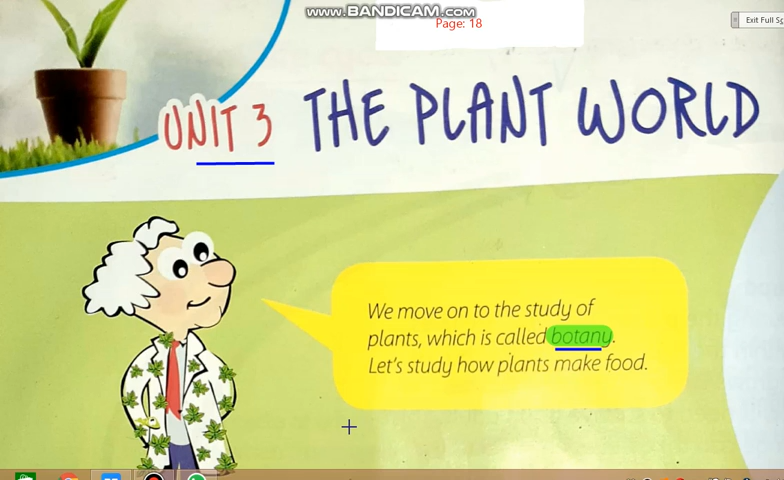 www.BANDICAM.com
Page: 18
Exit Full Sc
UNIT 3 THE PLANT WORLD
We move on to the study of
plants, which is called botany.
Let's study how plants make food.